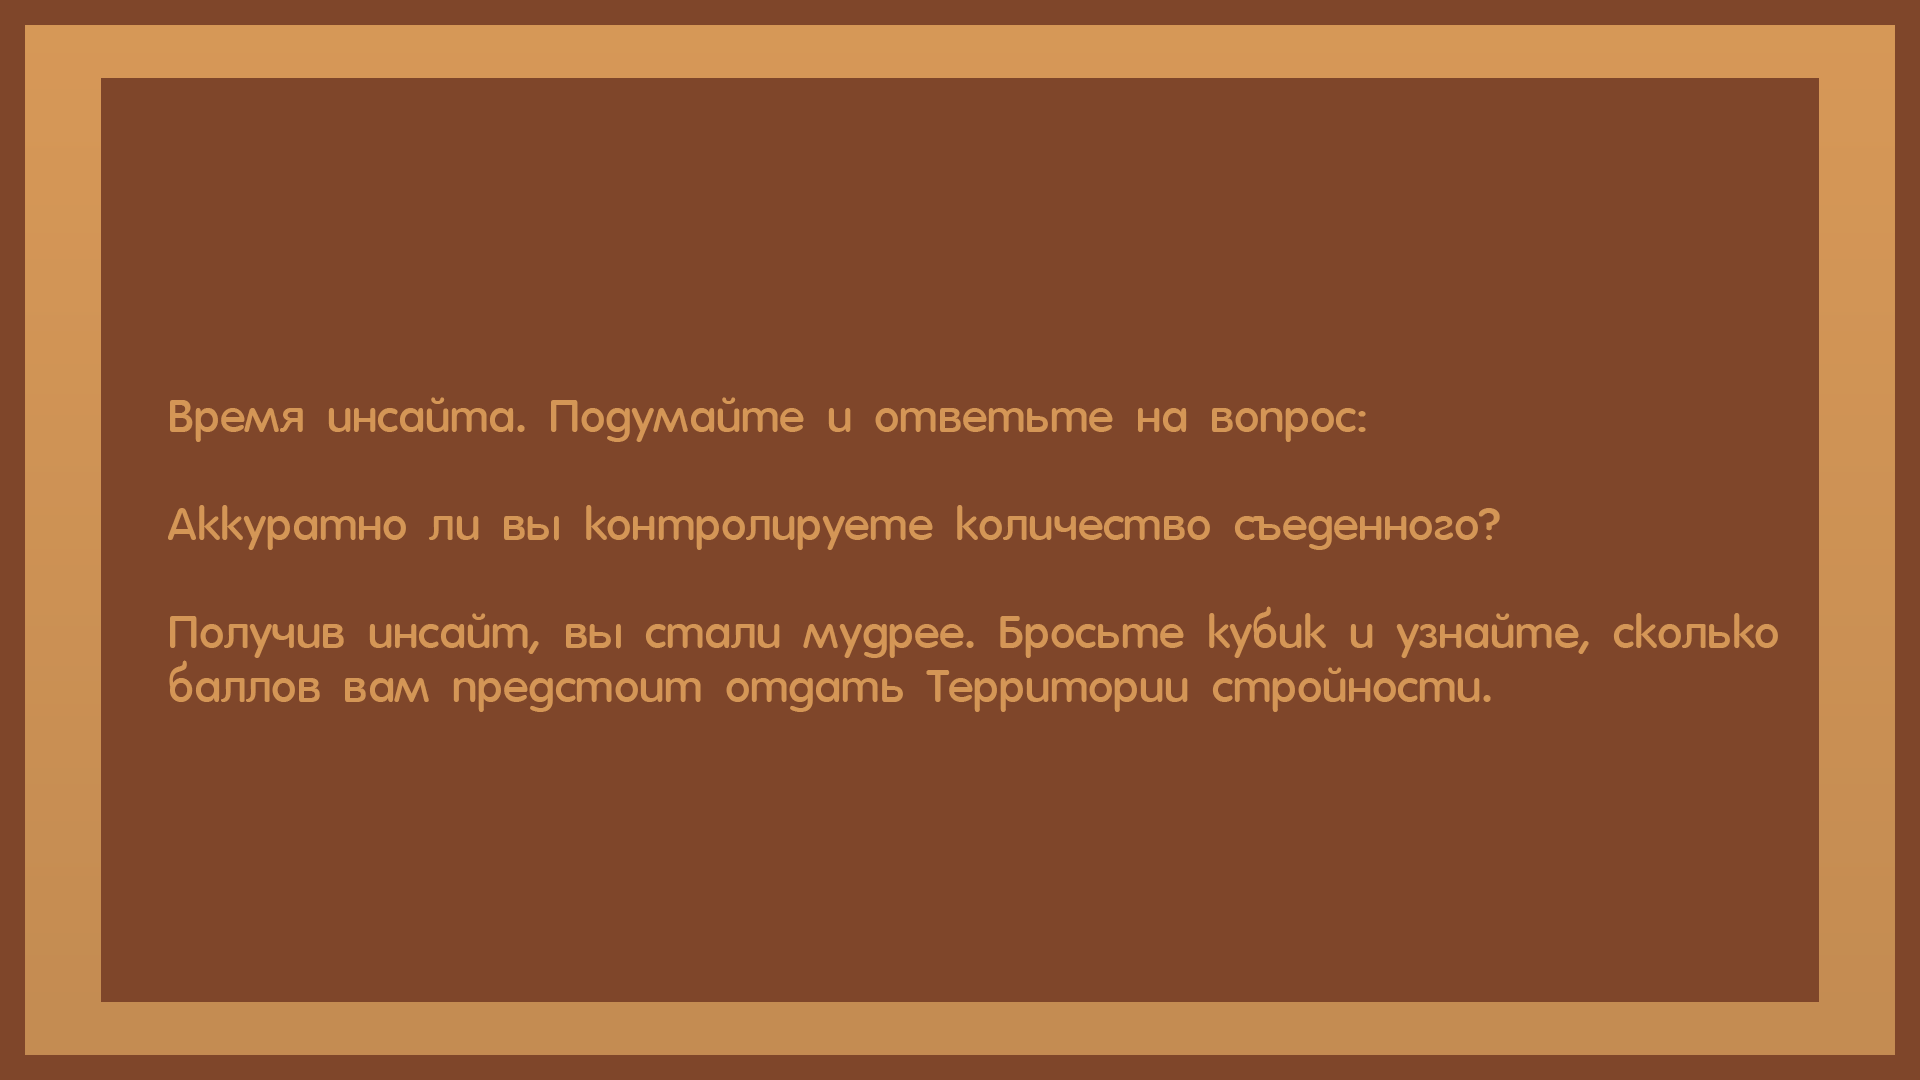 Время инсайта. Подумайте и ответьте на вопрос:
Аккуратно ли вы контролируете количество съеденного?
Получив инсайт, вы стали мудрее. Бросьте кубик и узнайте, сколько
баллов вам предстоит отдать Территории стройности.